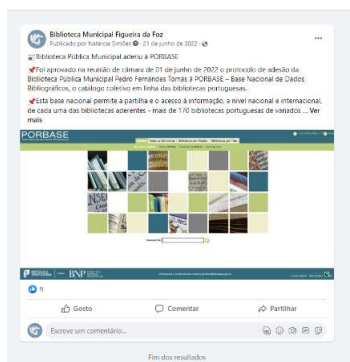 Biblioteca Municipal Figueira da Foz
Publicado por Natércia Simões · 21 de junho de 2022 ·
Biblioteca Pública Municipal aderiu à PORBASE
Foi aprovado na reunião de câmara de 01 de junho de 2022 o protocolo de adesão da
Biblioteca Pública Municipal Pedro Fernandes Tomás à PORBASE – Base Nacional de Dados
Bibliográficos, o catálogo coletivo em linha das bibliotecas portuguesas.
Esta base nacional permite a partilha e o acesso à informação, a nível nacional e internacional,
de cada uma das bibliotecas aderentes - mais de 170 bibliotecas portuguesas de variados ... Ver
mais
PORBASE
BNP
9
Gosto
Comentar
Partilhar
Escreve um comentário...
Fim dos resultados